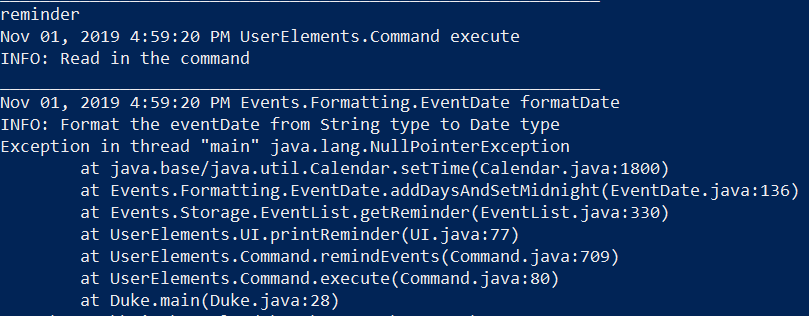 reminder
Nov 01, 2019 4:59:20 PM UserElements.Command execute
INFO: Read in the command
____________________________________________________________
Nov 01, 2019 4:59:20 PM Events.Formatting.EventDate formatDate
INFO: Format the eventDate from String type to Date type
Exception in thread "main" java.lang.NullPointerException
        at java.base/java.util.Calendar.setTime(Calendar.java:1800)
        at Events.Formatting.EventDate.addDaysAndSetMidnight(EventDate.java:136)
        at Events.Storage.EventList.getReminder(EventList.java:330)
        at UserElements.UI.printReminder(UI.java:77)
        at UserElements.Command.remindEvents(Command.java:709)
        at UserElements.Command.execute(Command.java:80)
        at Duke.main(Duke.java:28)